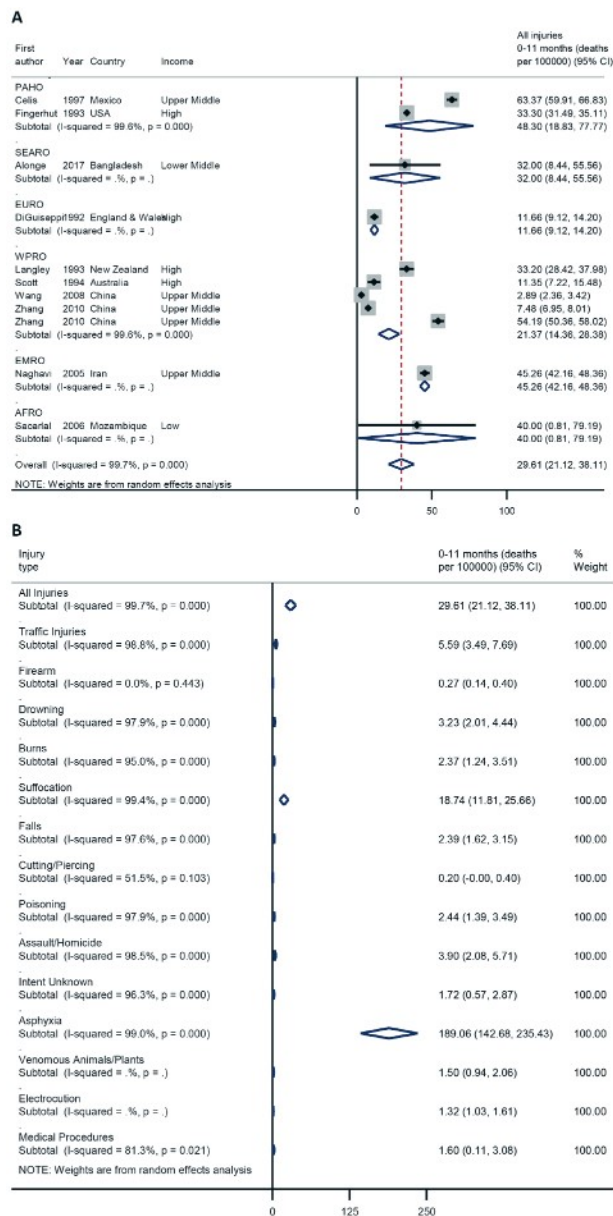 A
All injuries
First 0-11 months (deaths
author Year Country Income per 100000) (95% CI)
PAHO
Celis 1997 Mexico Upper Middle 63.37 (59.91, 66.83)
Fingerhut 1993 USA High 33.30 (31.49, 35.11)
Subtotal (I-squared = 99.6%, p = 0.000) 48.30 (18.83, 77.77)
.
SEARO
Alonge 2017 Bangladesh Lower Middle 32.00 (8.44, 55.56)
Subtotal (I-squared = .%, p = .) 32.00 (8.44, 55.56)
.
EURO
DiGuiseppi 1992 England & Wales High 11.66 (9.12, 14.20)
Subtotal (I-squared = .%, p = .) 11.66 (9.12, 14.20)
.
WPRO
Langley 1993 New Zealand High 33.20 (28.42, 37.98)
Scott 1994 Australia High 11.35 (7.22, 15.48)
Wang 2008 China Upper Middle 2.89 (2.36, 3.42)
Zhang 2010 China Upper Middle 7.48 (6.95, 8.01)
Zhang 2010 China Upper Middle 54.19 (50.36, 58.02)
Subtotal (I-squared = 99.6%, p = 0.000) 21.37 (14.36, 28.38)
.
EMRO
Naghavi 2005 Iran Upper Middle 45.26 (42.16, 48.36)
Subtotal (I-squared = .%, p = .) 45.26 (42.16, 48.36)
.
AFRO
Sacarlal 2006 Mozambique Low 40.00 (0.81, 79.19)
Subtotal (I-squared = .%, p = .) 40.00 (0.81, 79.19)
.
Overall (I-squared = 99.7%, p = 0.000) 29.61 (21.12, 38.11)
NOTE: Weights are from random effects analysis
0 50 100
B
Injury 0-11 months (deaths %
type per 100000) (95% CI) Weight
All Injuries
Subtotal (I-squared = 99.7%, p = 0.000) 29.61 (21.12, 38.11) 100.00
.
Traffic Injuries
Subtotal (I-squared = 98.8%, p = 0.000) 5.59 (3.49, 7.69) 100.00
.
Firearm
Subtotal (I-squared = 0.0%, p = 0.443) 0.27 (0.14, 0.40) 100.00
.
Drowning
Subtotal (I-squared = 97.9%, p = 0.000) 3.23 (2.01, 4.44) 100.00
.
Burns
Subtotal (I-squared = 95.0%, p = 0.000) 2.37 (1.24, 3.51) 100.00
.
Suffocation
Subtotal (I-squared = 99.4%, p = 0.000) 18.74 (11.81, 25.66) 100.00
.
Falls
Subtotal (I-squared = 97.6%, p = 0.000) 2.39 (1.62, 3.15) 100.00
.
Cutting/Piercing
Subtotal (I-squared = 51.5%, p = 0.103) 0.20 (-0.00, 0.40) 100.00
.
Poisoning
Subtotal (I-squared = 97.9%, p = 0.000) 2.44 (1.39, 3.49) 100.00
.
Assault/Homicide
Subtotal (I-squared = 98.5%, p = 0.000) 3.90 (2.08, 5.71) 100.00
.
Intent Unknown
Subtotal (I-squared = 96.3%, p = 0.000) 1.72 (0.57, 2.87) 100.00
.
Asphyxia
Subtotal (I-squared = 99.0%, p = 0.000) 189.06 (142.68, 235.43) 100.00
.
Venomous Animals/Plants
Subtotal (I-squared = .%, p = .) 1.50 (0.94, 2.06) 100.00
.
Electrocution
Subtotal (I-squared = .%, p = .) 1.32 (1.03, 1.61) 100.00
.
Medical Procedures
Subtotal (I-squared = 81.3%, p = 0.021) 1.60 (0.11, 3.08) 100.00
NOTE: Weights are from random effects analysis
0 125 250